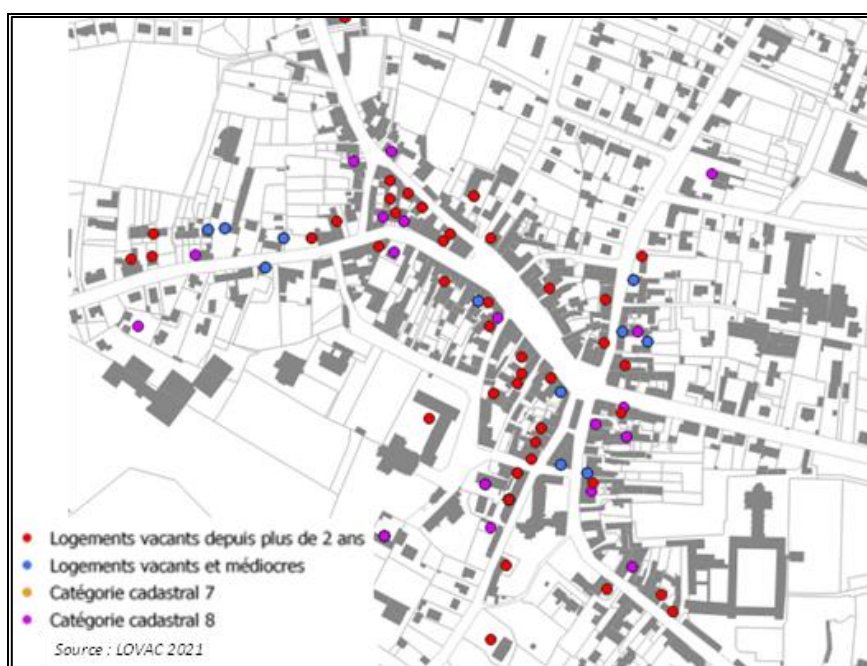 Logements vacants depuis plus de 2 ans
Logements vacants et médiocres
Catégorie cadastral 7
Catégorie cadastral 8
Source : LOVAC 2021